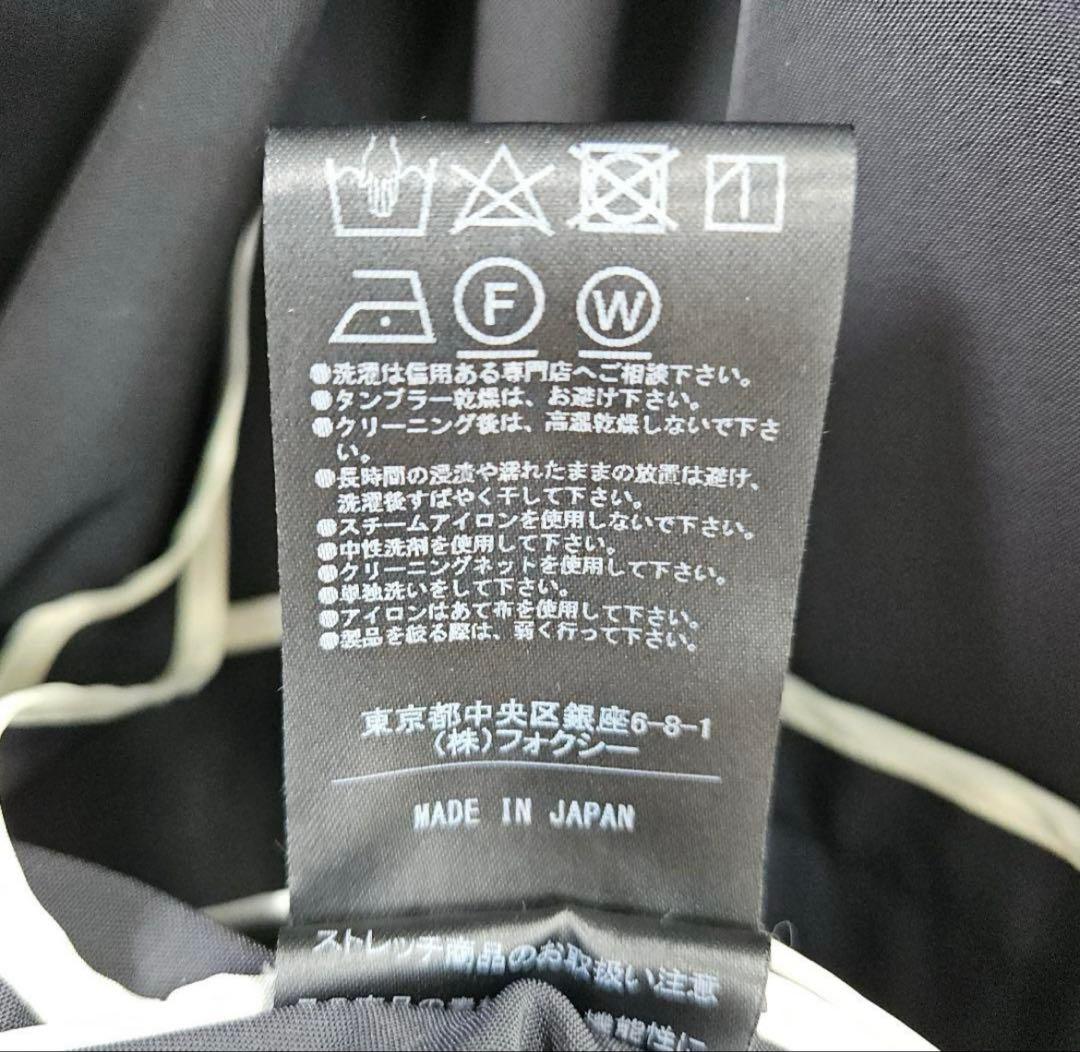 F W
●洗濯は信用ある専門店へご相談下さい。
●タンブラー乾燥は、お避け下さい。
●クリーニング後は、高温乾燥しないで下さ
い。
●長時間の浸漬や濡れたままの放置は避け、
洗濯後すばやく干して下さい。
●スチームアイロンを使用しないで下さい。
●中性洗剤を使用して下さい。
●クリーニングネットを使用して下さい。
●単独洗いをして下さい。
●アイロンはあて布を使用して下さい。
●製品を絞る際は、弱く行って下さい。
東京都中央区銀座6-8-1
(株)フォクシー
MADE IN JAPAN
ストレッチ商品のお取扱い注意
機能性に